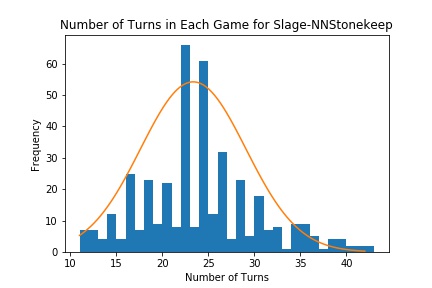 Number of Turns in Each Game for Slage-NNStonekeep
Frequency
60
50
40
30
20
10
0
10 15 20 25 30 35 40
Number of Turns